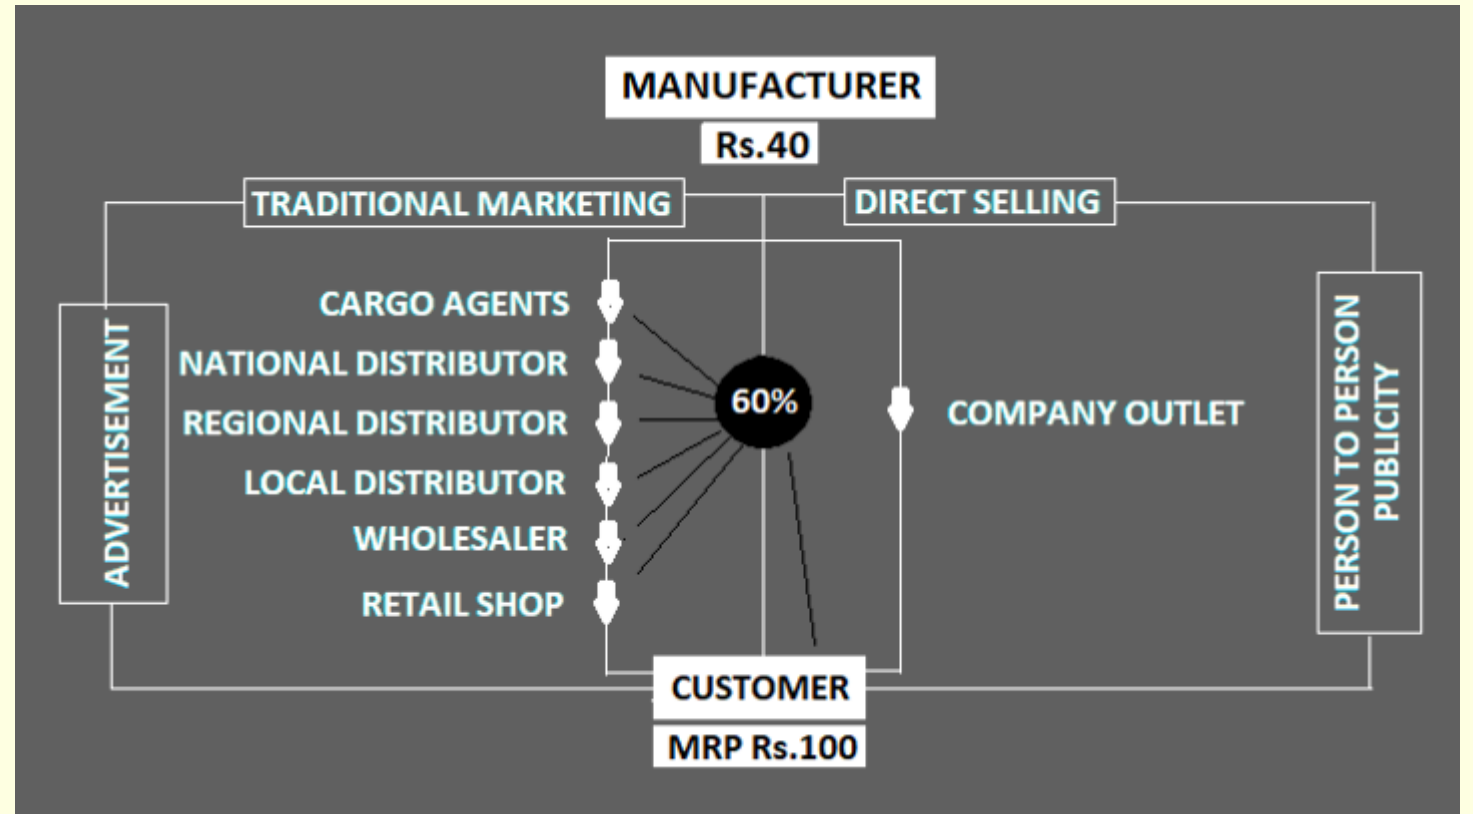 MANUFACTURER
Rs.40
TRADITIONAL MARKETING
DIRECT SELLING
ADVERTISEMENT
CARGO AGENTS
NATIONAL DISTRIBUTOR
REGIONAL DISTRIBUTOR
LOCAL DISTRIBUTOR
WHOLESALER
RETAIL SHOP
60%
COMPANY OUTLET
PERSON TO PERSON
PUBLICITY
CUSTOMER
MRP Rs.100